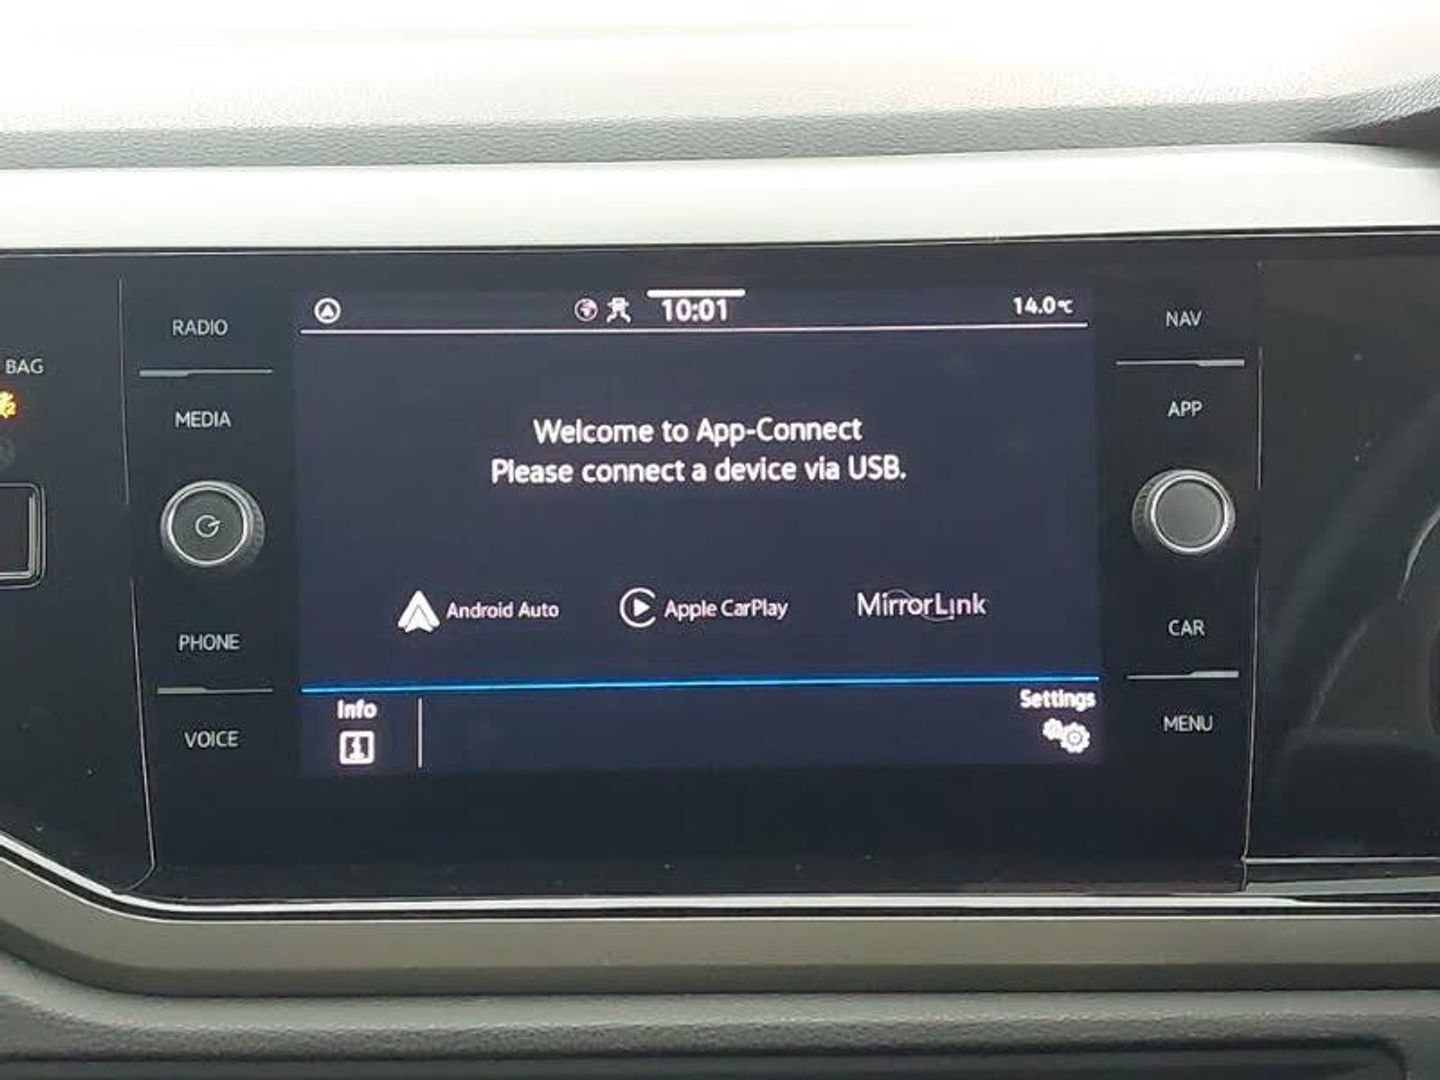 10:01
14.0℃
RADIO
NAV
BAG
MEDIA
APP
Welcome to App-Connect
Please connect a device via USB.
Android Auto
Apple CarPlay
MirrorLink
PHONE
CAR
Info
Settings
VOICE
MENU